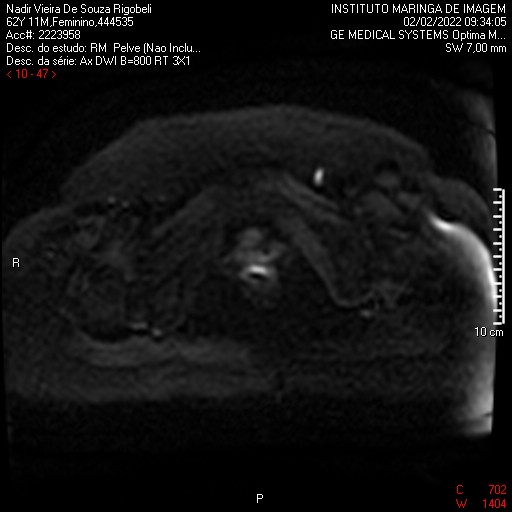 Nadir Vieira De Souza Rigobeli
62Y 11M,Feminino,444535
Acc#: 2223958
Desc. do estudo: RM Pelve (Nao Inclu...
Desc. da série: Ax DWI B=800 RT 3X1
< 10 - 47 >
INSTITUTO MARINGA DE IMAGEM
02/02/2022 09:34:05
GE MEDICAL SYSTEMS Optima M...
SW 7,00 mm
R
10 cm
P
C 702
W 1404